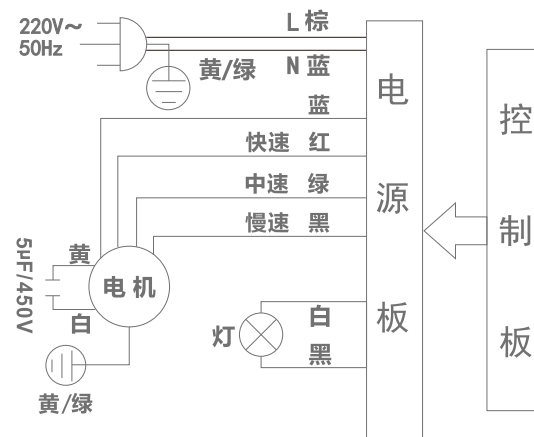 220V～
50Hz
L 棕
黄/绿
N 蓝
蓝
快速 红
中速 绿
慢速 黑
电源板
控制板
黄
5μF/450V
电机
白
白
灯
黑
黄/绿